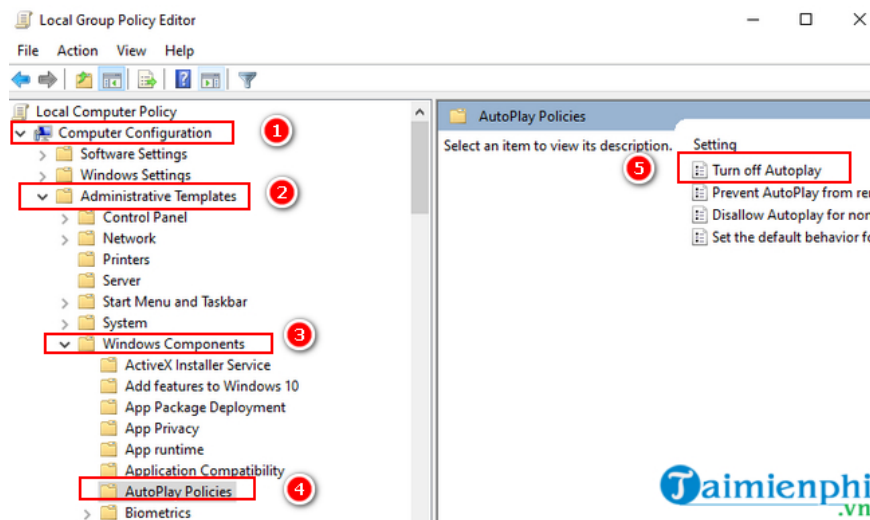 Local Group Policy Editor
File Action View Help
Local Computer Policy
Computer Configuration
1
Software Settings
Windows Settings
Administrative Templates
2
Control Panel
Network
Printers
Server
Start Menu and Taskbar
System
Windows Components
3
ActiveX Installer Service
Add features to Windows 10
App Package Deployment
App Privacy
App runtime
Application Compatibility
AutoPlay Policies
4
Biometrics
AutoPlay Policies
Select an item to view its description.
Setting
5
Turn off Autoplay
Prevent AutoPlay from rer
Disallow Autoplay for nor
Set the default behavior fo
Taimienphi
.vn